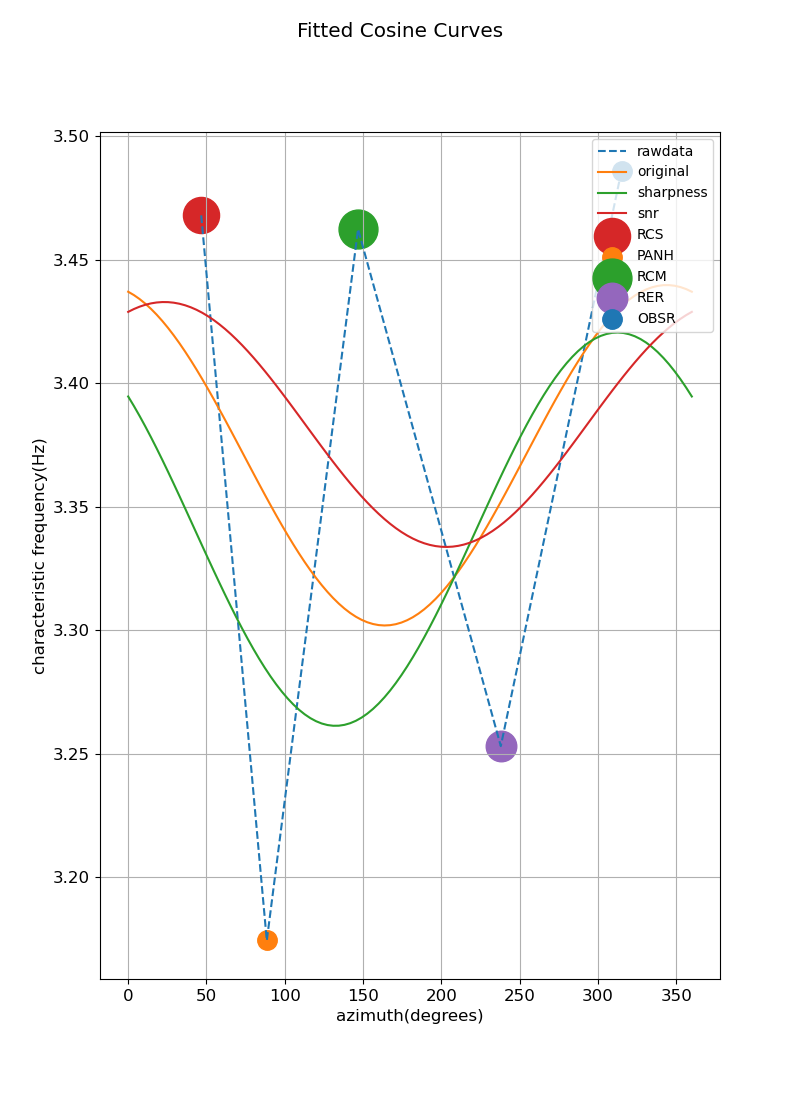 Fitted Cosine Curves
3.50
3.45
3.40
3.35
3.30
3.25
3.20
characteristic frequency(Hz)
0 50 100 150 200 250 300 350
azimuth(degrees)
rawdata
original
sharpness
snr
RCS
PANH
RCM
RER
OBSR